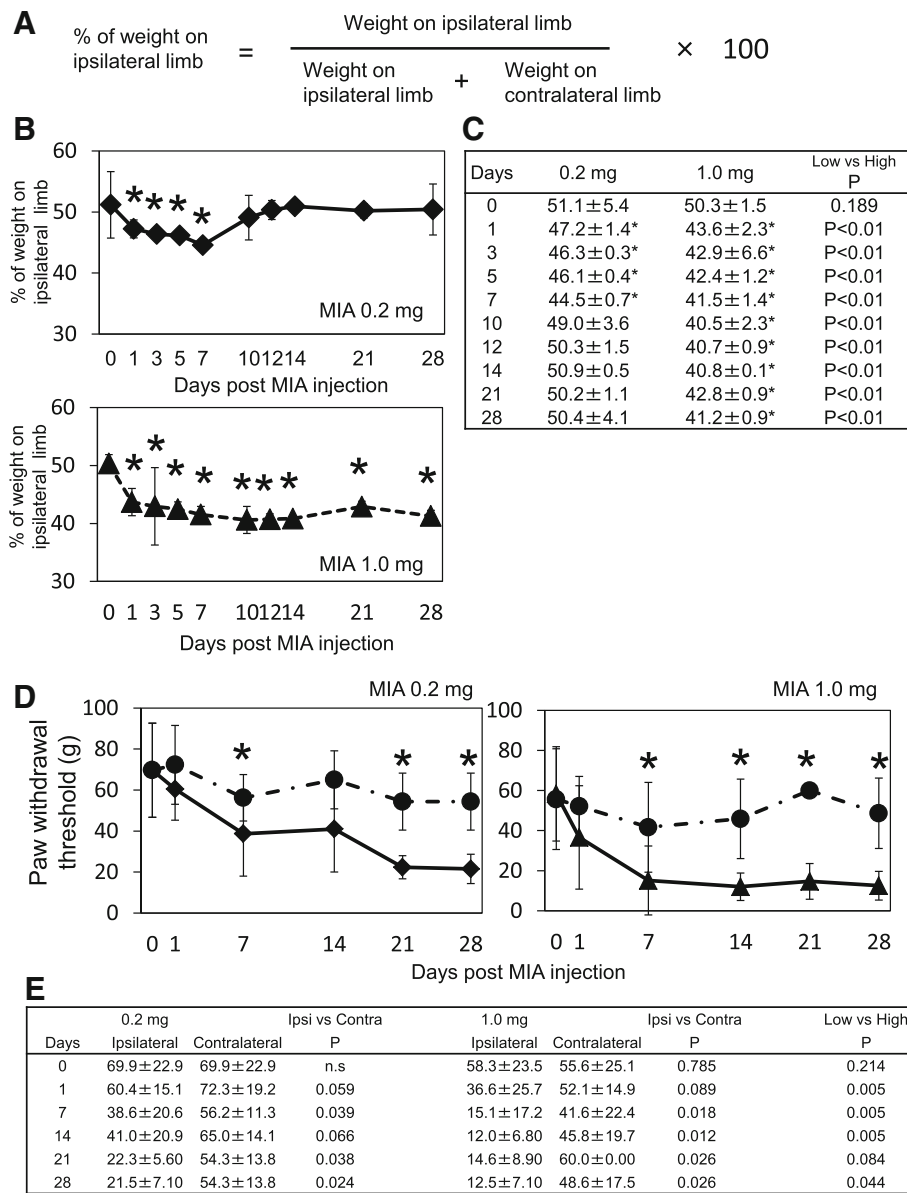 A
% of weight on ipsilateral limb = Weight on ipsilateral limb / Weight on ipsilateral limb + Weight on contralateral limb × 100
B
C
% of weight on
ipsilateral limb
60
50
40
30
* * * *
MIA 0.2 mg
0 1 3 5 7 10 12 14 21 28
Days post MIA injection
% of weight on
ipsilateral limb
60
50
40
30
* * * * * * * * *
MIA 1.0 mg
0 1 3 5 7 10 12 14 21 28
Days post MIA injection
Days 0.2 mg 1.0 mg Low vs High P
0 51.1±5.4 50.3±1.5 0.189
1 47.2±1.4* 43.6±2.3* P<0.01
3 46.3±0.3* 42.9±6.6* P<0.01
5 46.1±0.4* 42.4±1.2* P<0.01
7 44.5±0.7* 41.5±1.4* P<0.01
10 49.0±3.6 40.5±2.3* P<0.01
12 50.3±1.5 40.7±0.9* P<0.01
14 50.9±0.5 40.8±0.1* P<0.01
21 50.2±1.1 42.8±0.9* P<0.01
28 50.4±4.1 41.2±0.9* P<0.01
D
MIA 0.2 mg
MIA 1.0 mg
Paw withdrawal
threshold (g)
100
80
60
40
20
0
* * *
0 1 7 14 21 28
100
80
60
40
20
0
* * * *
0 1 7 14 21 28
Days post MIA injection
E
0.2 mg Ipsi vs Contra 1.0 mg Ipsi vs Contra Low vs High
Days Ipsilateral Contralateral P Ipsilateral Contralateral P P
0 69.9±22.9 69.9±22.9 n.s 58.3±23.5 55.6±25.1 0.785 0.214
1 60.4±15.1 72.3±19.2 0.059 36.6±25.7 52.1±14.9 0.089 0.005
7 38.6±20.6 56.2±11.3 0.039 15.1±17.2 41.6±22.4 0.018 0.005
14 41.0±20.9 65.0±14.1 0.066 12.0±6.80 45.8±19.7 0.012 0.005
21 22.3±5.60 54.3±13.8 0.038 14.6±8.90 60.0±0.00 0.026 0.084
28 21.5±7.10 54.3±13.8 0.024 12.5±7.10 48.6±17.5 0.026 0.044